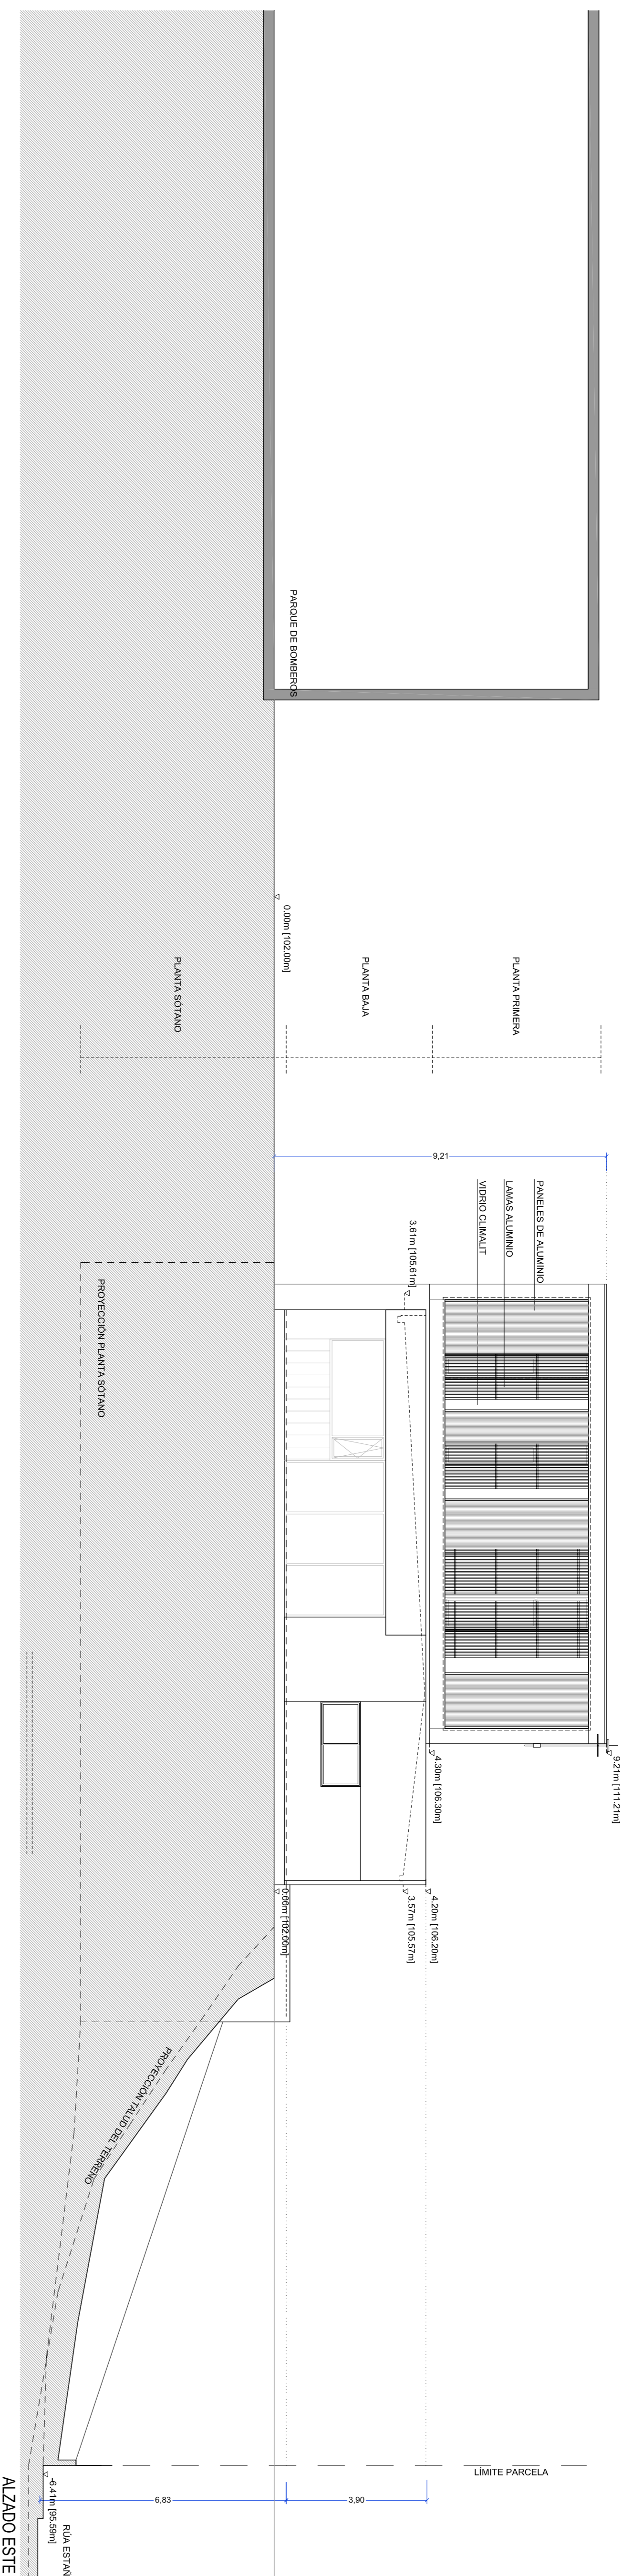 PARQUE DE BOMBEROS
0.00m [102.00m]
PLANTA PRIMERA
PLANTA BAJA
PLANTA SÓTANO
9,21
PANELES DE ALUMINIO
LAMAS ALUMINIO
VIDRIO CLIMALIT
3.61m [105.61m]
PROYECCIÓN PLANTA SÓTANO
9.21m [111.21m]
4.30m [106.30m]
4.20m [106.20m]
3.57m [105.57m]
0.00m [102.00m]
PROYECCIÓN TALUD DEL TERRENO
LÍMITE PARCELA
3,90
6,83
-6.41m [95.59m]
RÚA ESTAÑ
ALZADO ESTE